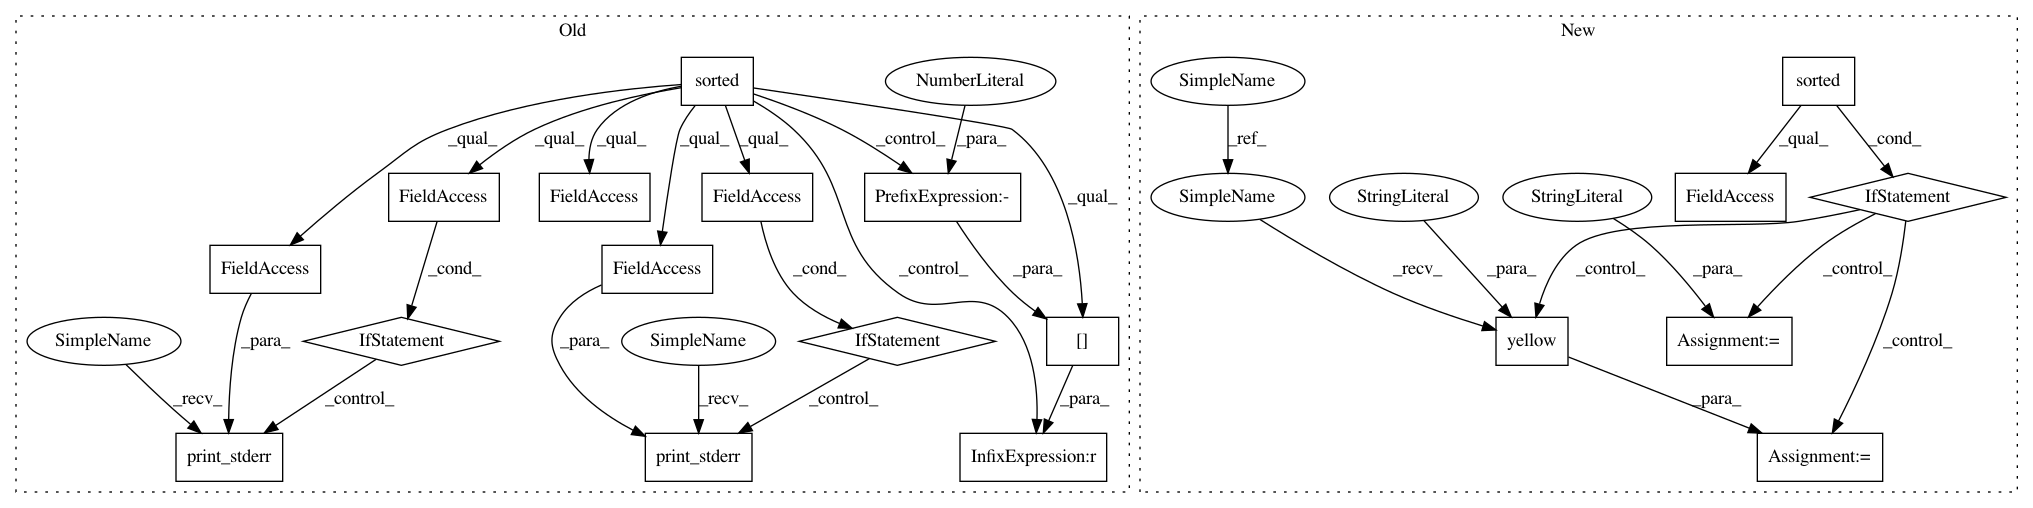 Old
New
sorted
NumberLiteral
SimpleName
sorted
_qual_
_qual_
_qual_
_qual_
_qual_
_control_
_para_
_ref_
_qual_
_cond_
FieldAccess
FieldAccess
FieldAccess
PrefixExpression:-
_qual_
SimpleName
StringLiteral
StringLiteral
FieldAccess
IfStatement
FieldAccess
_cond_
FieldAccess
_cond_
_control_
_para_
_recv_
_para_
_control_
_para_
_control_
SimpleName
_para_
IfStatement
_para_
SimpleName
IfStatement
[]
yellow
Assignment:=
_control_
_recv_
_control_
_recv_
_control_
_para_
_para_
print_stderr
print_stderr
InfixExpression:r
Assignment:=